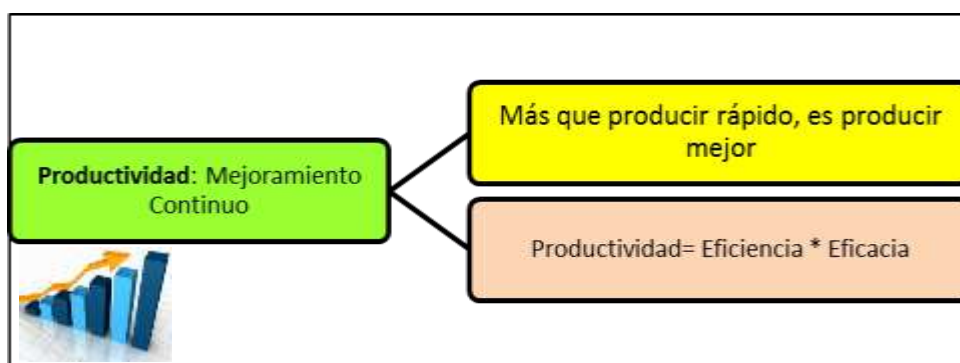 Más que producir rápido, es producir
mejor
Productividad: Mejoramiento
Continuo
Productividad= Eficiencia * Eficacia